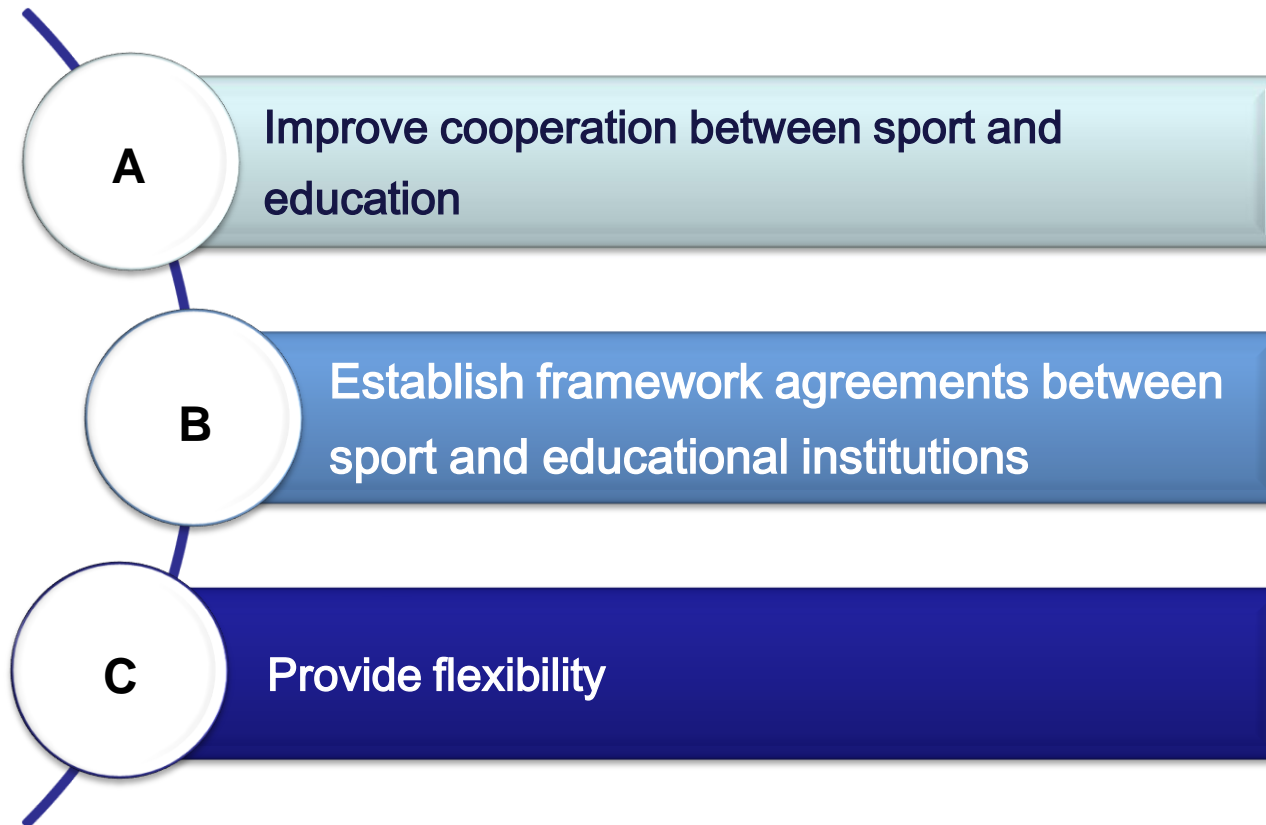 A
Improve cooperation between sport and
education
B
Establish framework agreements between
sport and educational institutions
C
Provide flexibility